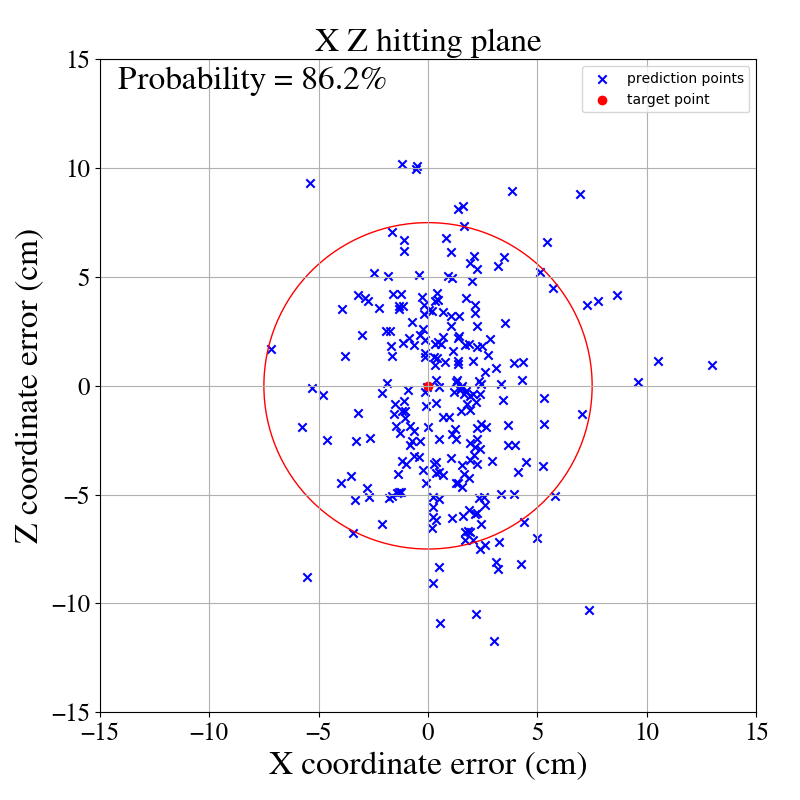 X Z hitting plane
Probability = 86.2%
prediction points
target point
Z coordinate error (cm)
15
10
5
0
−5
−10
−15
−15
−10
−5
0
5
10
15
X coordinate error (cm)